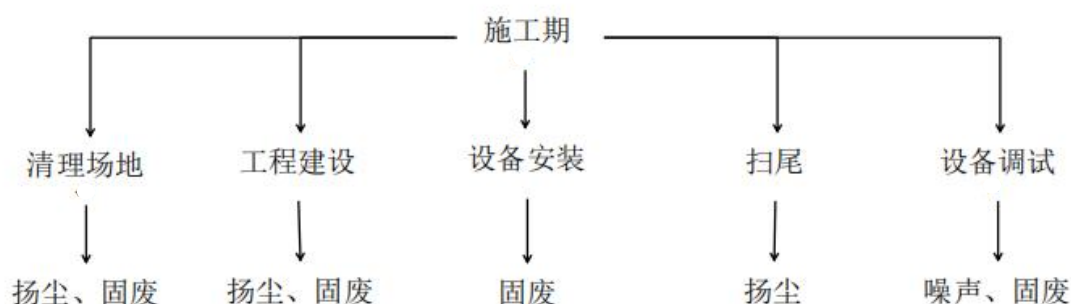 施工期
清理场地
工程建设
设备安装
扫尾
设备调试
扬尘、固废
扬尘、固废
固废
扬尘
噪声、固废